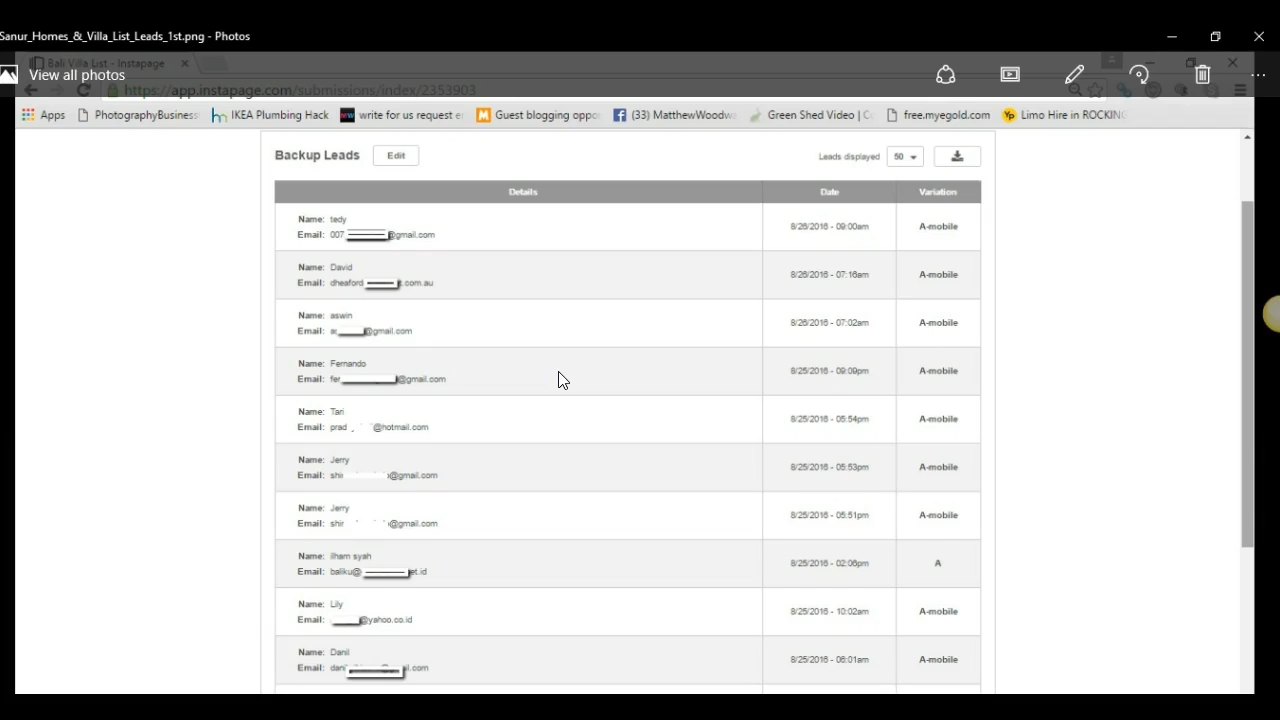 Sanur_Homes_&_Villa_List_Leads_1st.png - Photos
Bali Villa List - Instapage
View all photos
https://app.instapage.com/submissions/index/2353903
Apps PhotographyBusiness IKEA Plumbing Hack write for us request Guest blogging oppo (33) MatthewWoodw Green Shed Video | C free.myegold.com Limo Hire in ROCKIN
Backup Leads Edit Leads displayed 50
Details Date Variation
Name: tedy
Email: 007 @gmail.com 8/26/2016 - 09:00am A-mobile
Name: David
Email: dheaford .com.au 8/26/2016 - 07:16am A-mobile
Name: aswin
Email: @gmail.com 8/26/2016 - 07:02am A-mobile
Name: Fernando
Email: fer @gmail.com 8/25/2016 - 09:09pm A-mobile
Name: Tari
Email: prad @hotmail.com 8/25/2016 - 05:54pm A-mobile
Name: Jerry
Email: shi @gmail.com 8/25/2016 - 05:53pm A-mobile
Name: Jerry
Email: shir @gmail.com 8/25/2016 - 05:51pm A-mobile
Name: ilham syah
Email: baliku@ et.id 8/25/2016 - 02:06pm A
Name: Lily
Email: @yahoo.co.id 8/25/2016 - 10:02am A-mobile
Name: Danil
Email: dani il.com 8/25/2016 - 06:01am A-mobile